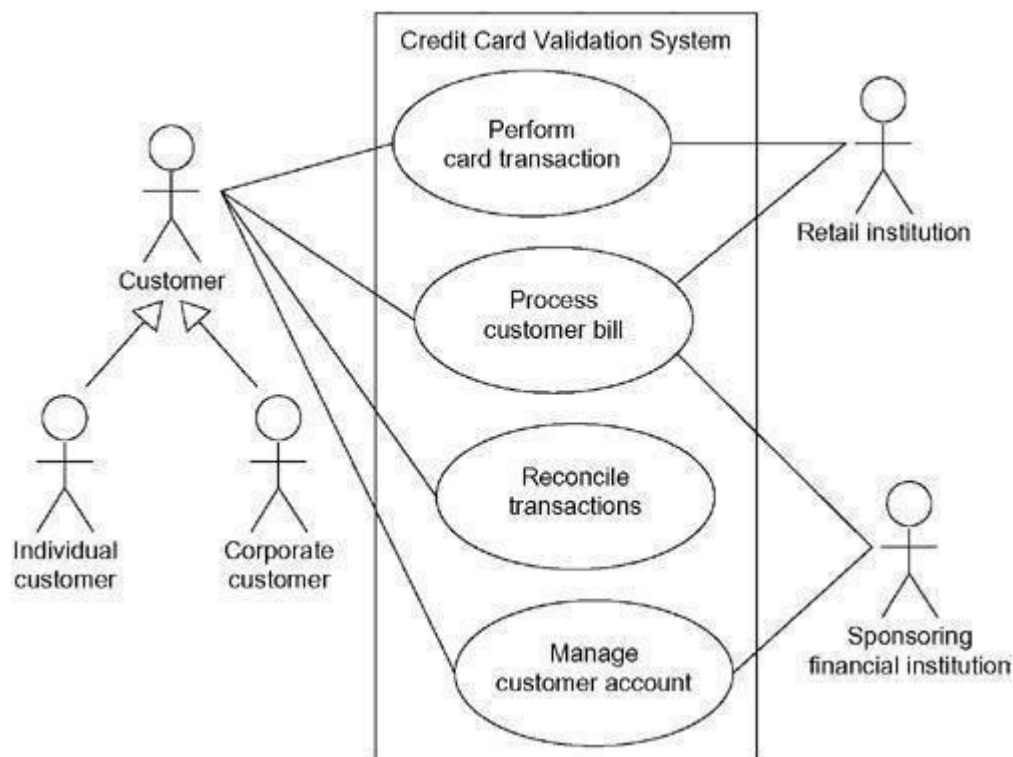 Credit Card Validation System
Perform
card transaction
Retail institution
Customer
Process
customer bill
Reconcile
transactions
Individual
customer
Corporate
customer
Manage
customer account
Sponsoring
financial institution